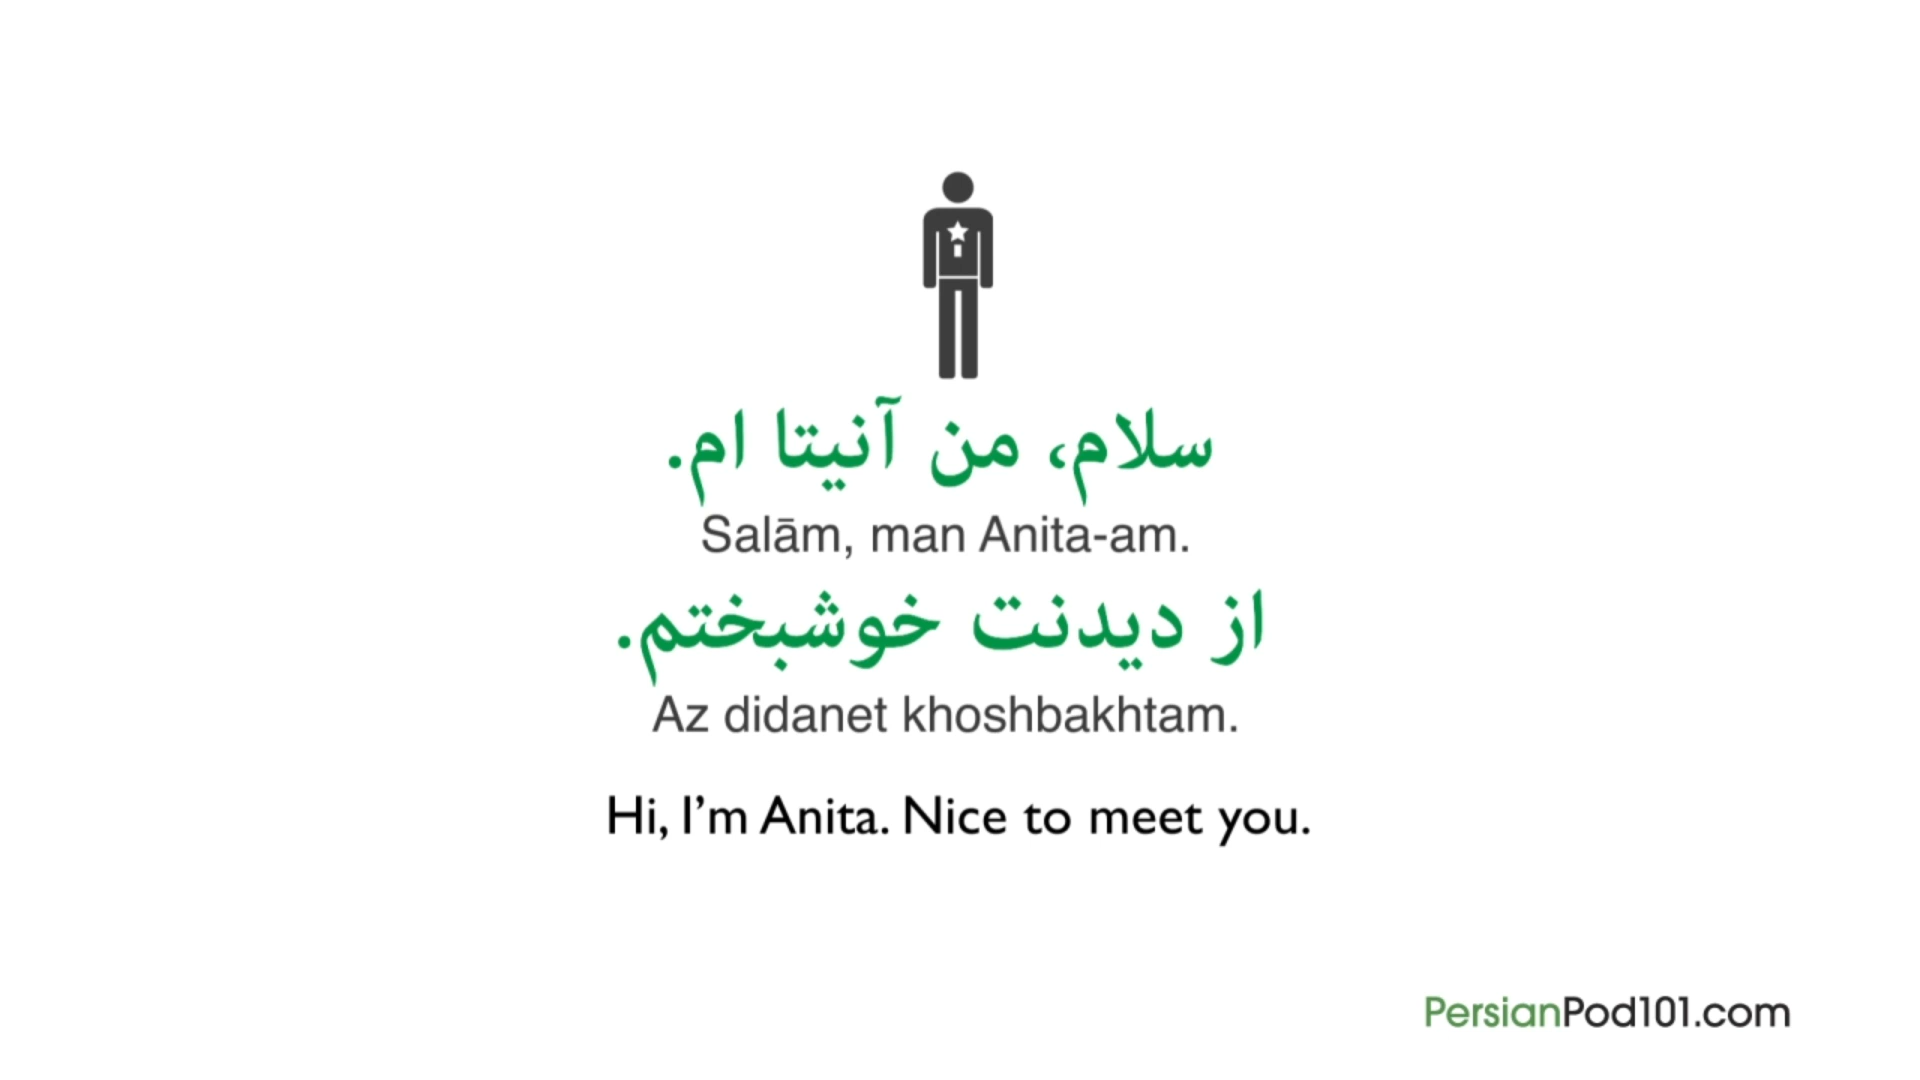 سلام، من آنیتا ام.
Salām, man Anita-am.
از دیدنت خوشبختم.
Az didanet khoshbakhtam.
Hi, I’m Anita. Nice to meet you.
PersianPod101.com